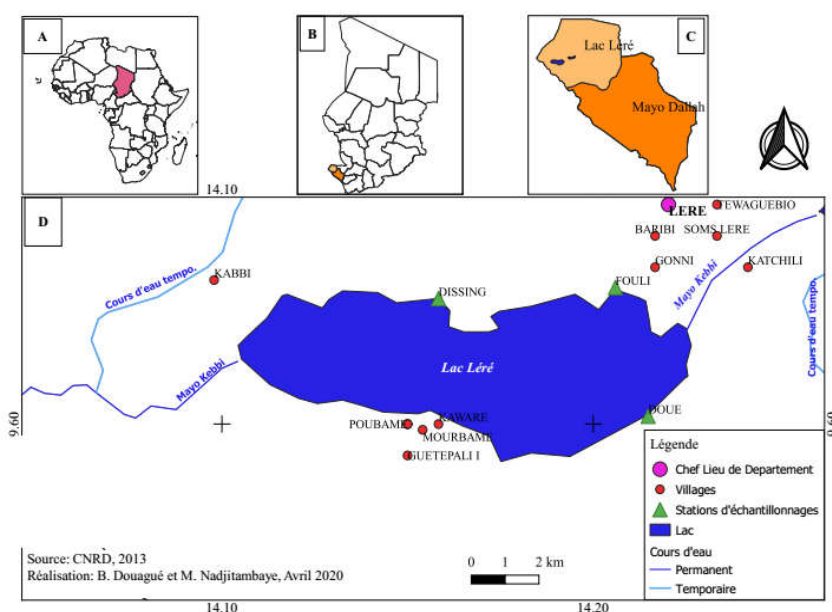 A
B
C
Lac Léré
Mayo Dallah
14.10
D
LERE
TEWAGUEBIO
BARIBI
SOMS LERE
GONNI
KATCHILI
KABBI
Cours d'eau tempo.
DISSING
FOULI
Mayo Kebbi
Cours d'eau tempo.
Mayo Kebbi
Lac Léré
9.60
9.60
POUBAME
KAWARE
MOURBAME
GUETEPALI I
DOUE
Légende
Chef Lieu de Departement
Villages
Stations d'échantillonnages
Lac
Cours d'eau
Permanent
Temporaire
Source: CNRD, 2013
Réalisation: B. Douagué et M. Nadjitambaye, Avril 2020
0 1 2 km
14.10
14.20